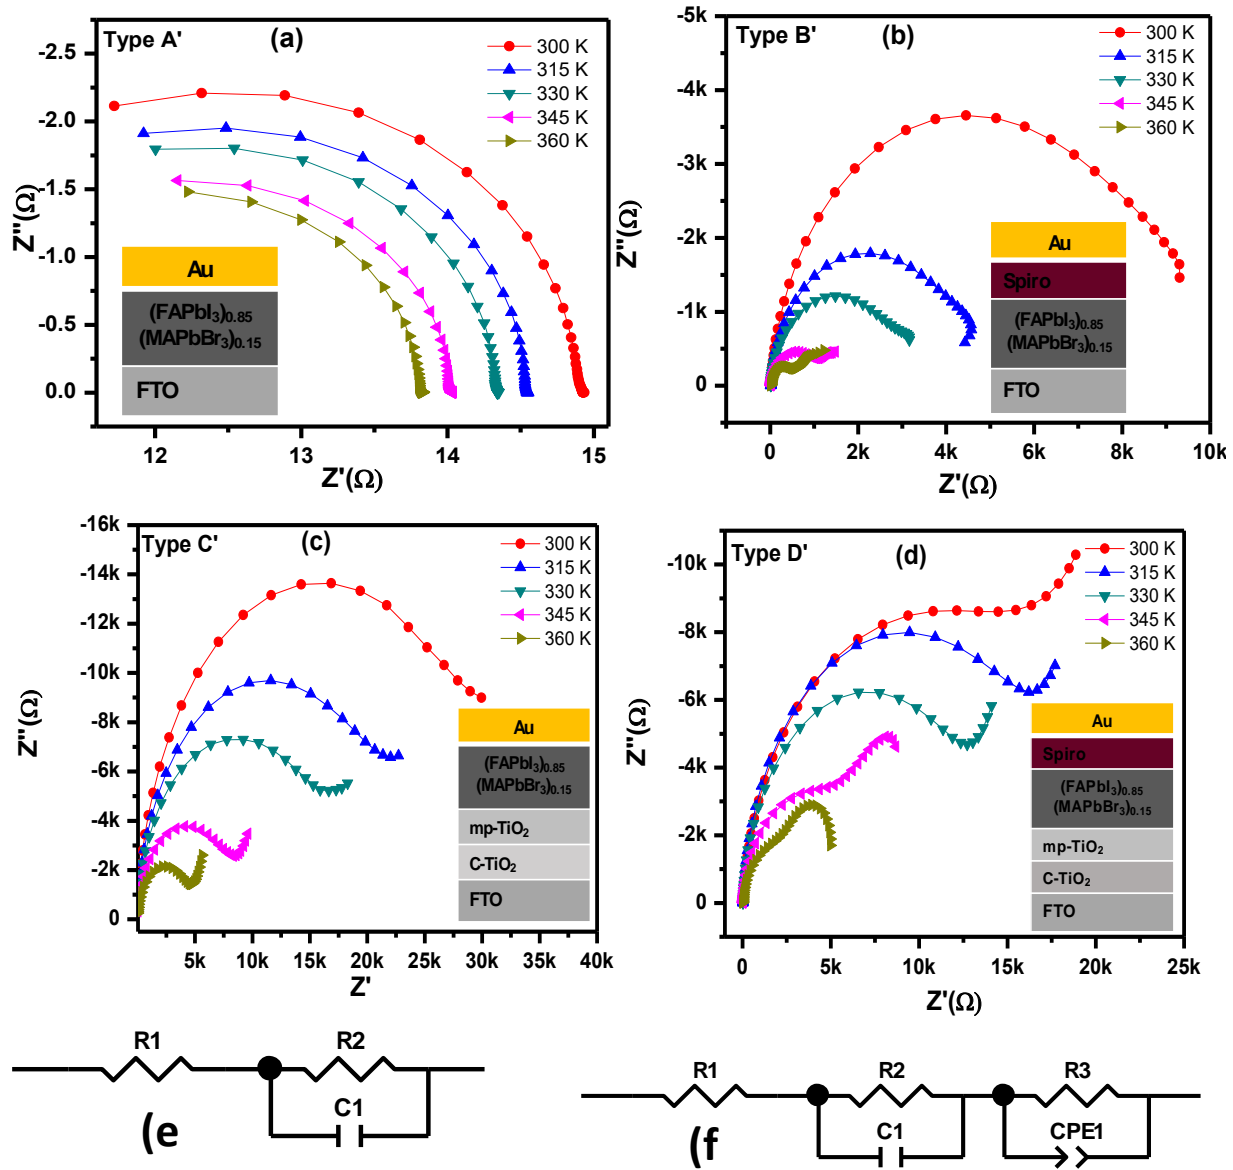 Type A'
(a)
300 K
315 K
330 K
345 K
360 K
-2.5
-2.0
-1.5
-1.0
-0.5
0.0
Z"(Ω)
Au
(FAPbI₃)₀.₈₅
(MAPbBr₃)₀.₁₅
FTO
12
13
14
15
Z'(Ω)
Type B'
(b)
300 K
315 K
330 K
345 K
360 K
-5k
-4k
-3k
-2k
-1k
0
Z"(Ω)
Au
Spiro
(FAPbI₃)₀.₈₅
(MAPbBr₃)₀.₁₅
FTO
0
2k
4k
6k
8k
10k
Z'(Ω)
Type C'
(c)
300 K
315 K
330 K
345 K
360 K
-16k
-14k
-12k
-10k
-8k
-6k
-4k
-2k
0
Z"(Ω)
Au
(FAPbI₃)₀.₈₅
(MAPbBr₃)₀.₁₅
mp-TiO₂
C-TiO₂
FTO
5k
10k
15k
20k
25k
30k
35k
40k
Z'
Type D'
(d)
300 K
315 K
330 K
345 K
360 K
-10k
-8k
-6k
-4k
-2k
0
Z"(Ω)
Au
Spiro
(FAPbI₃)₀.₈₅
(MAPbBr₃)₀.₁₅
mp-TiO₂
C-TiO₂
FTO
0
5k
10k
15k
20k
25k
Z'(Ω)
R1
R2
C1
(e
R1
R2
R3
C1
CPE1
(f